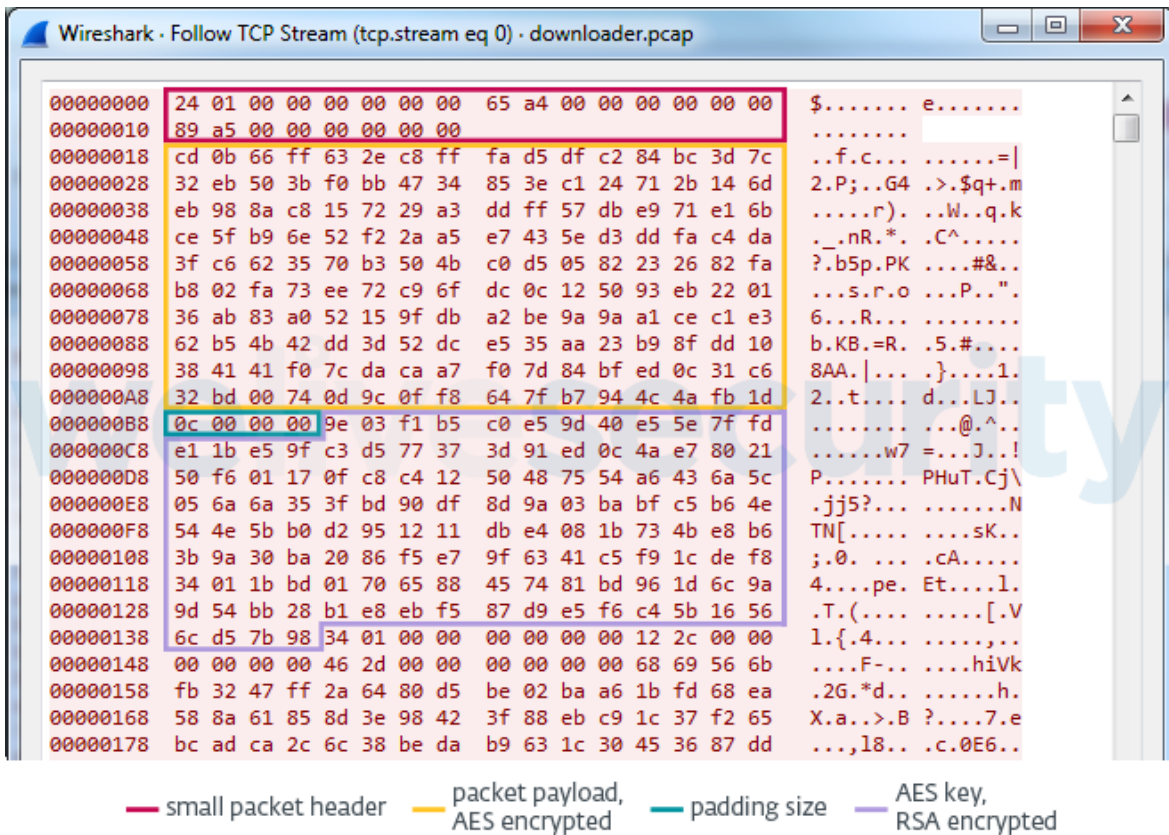 Wireshark · Follow TCP Stream (tcp.stream eq 0) · downloader.pcap
00000000 24 01 00 00 00 00 00 00 65 a4 00 00 00 00 00 00 $....... e.......
00000010 89 a5 00 00 00 00 00 00 ........
00000018 cd 0b 66 ff 63 2e c8 ff fa d5 df c2 84 bc 3d 7c ..f.c... ......=|
00000028 32 eb 50 3b f0 bb 47 34 85 3e c1 24 71 2b 14 6d 2.P;..G4 .>.$q+.m
00000038 eb 98 8a c8 15 72 29 a3 dd ff 57 db e9 71 e1 6b .....r). ..W..q.k
00000048 ce 5f b9 6e 52 f2 2a a5 e7 43 5e d3 dd fa c4 da ._.nR.*. .C^.....
00000058 3f c6 62 35 70 b3 50 4b c0 d5 05 82 23 26 82 fa ?.b5p.PK ....#&..
00000068 b8 02 fa 73 ee 72 c9 6f dc 0c 12 50 93 eb 22 01 ...s.r.o ...P..".
00000078 36 ab 83 a0 52 15 9f db a2 be 9a 9a a1 ce c1 e3 6...R... ........
00000088 62 b5 4b 42 dd 3d 52 dc e5 35 aa 23 b9 8f dd 10 b.KB.=R. .5.#....
00000098 38 41 41 f0 7c da ca a7 f0 7d 84 bf ed 0c 31 c6 8AA.|... .}....1.
000000A8 32 bd 00 74 0d 9c 0f f8 64 7f b7 94 4c 4a fb 1d 2..t.... d...LJ..
000000B8 0c 00 00 00 9e 03 f1 b5 c0 e5 9d 40 e5 5e 7f fd ........ ...@.^..
000000C8 e1 1b e5 9f c3 d5 77 37 3d 91 ed 0c 4a e7 80 21 ......w7 =...J..!
000000D8 50 f6 01 17 0f c8 c4 12 50 48 75 54 a6 43 6a 5c P....... PHuT.Cj\
000000E8 05 6a 6a 35 3f bd 90 df 8d 9a 03 ba bf c5 b6 4e .jj5?... .......N
000000F8 54 4e 5b b0 d2 95 12 11 db e4 08 1b 73 4b e8 b6 TN[..... ....sK..
00000108 3b 9a 30 ba 20 86 f5 e7 9f 63 41 c5 f9 1c de f8 ;.0. ... .cA.....
00000118 34 01 1b bd 01 70 65 88 45 74 81 bd 96 1d 6c 9a 4....pe. Et....l.
00000128 9d 54 bb 28 b1 e8 eb f5 87 d9 e5 f6 c4 5b 16 56 .T.(.... .....[.V
00000138 6c d5 7b 98 34 01 00 00 00 00 00 00 12 2c 00 00 l.{.4... .....,..
00000148 00 00 00 00 46 2d 00 00 00 00 00 00 68 69 56 6b ....F-.. ....hiVk
00000158 fb 32 47 ff 2a 64 80 d5 be 02 ba a6 1b fd 68 ea .2G.*d.. ......h.
00000168 58 8a 61 85 8d 3e 98 42 3f 88 eb c9 1c 37 f2 65 X.a..>.B ?....7.e
00000178 bc ad ca 2c 6c 38 be da b9 63 1c 30 45 36 87 dd ...,l8.. .c.0E6..
welivesecurity
small packet header
packet payload,
AES encrypted
padding size
AES key,
RSA encrypted